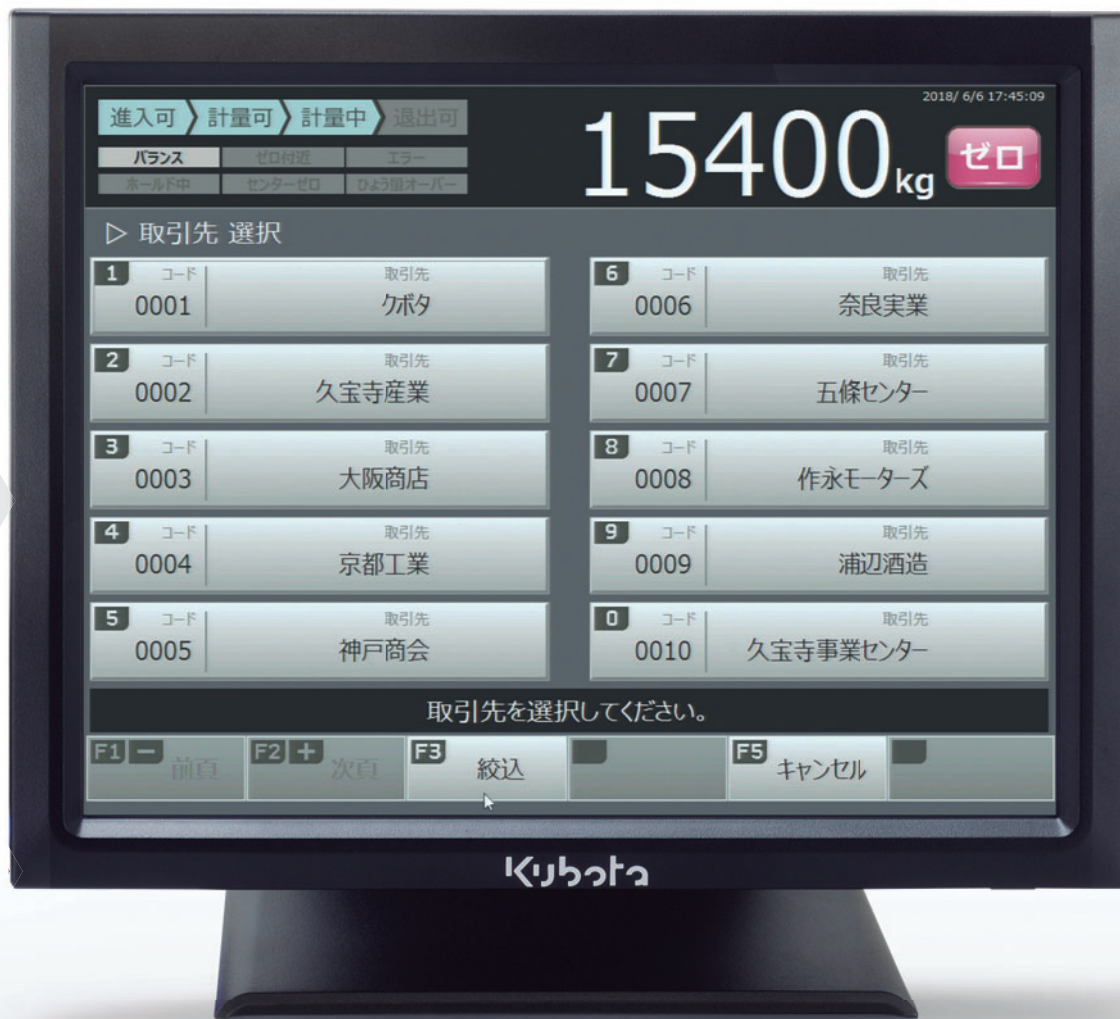 2018/ 6/6 17:45:09
進入可 計量可 計量中 退出可
15400kg
ゼロ
バランス ゼロ付近 エラー
ホールド中 センターゼロ ひょう量オーバー
▷ 取引先 選択
1 コード 取引先
0001 クボタ
6 コード 取引先
0006 奈良実業
2 コード 取引先
0002 久宝寺産業
7 コード 取引先
0007 五條センター
3 コード 取引先
0003 大阪商店
8 コード 取引先
0008 作永モーターズ
4 コード 取引先
0004 京都工業
9 コード 取引先
0009 浦辺酒造
5 コード 取引先
0005 神戸商会
0 コード 取引先
0010 久宝寺事業センター
取引先を選択してください。
F1 − 前頁 F2 + 次頁 F3 絞込 F5 キャンセル
Kubota